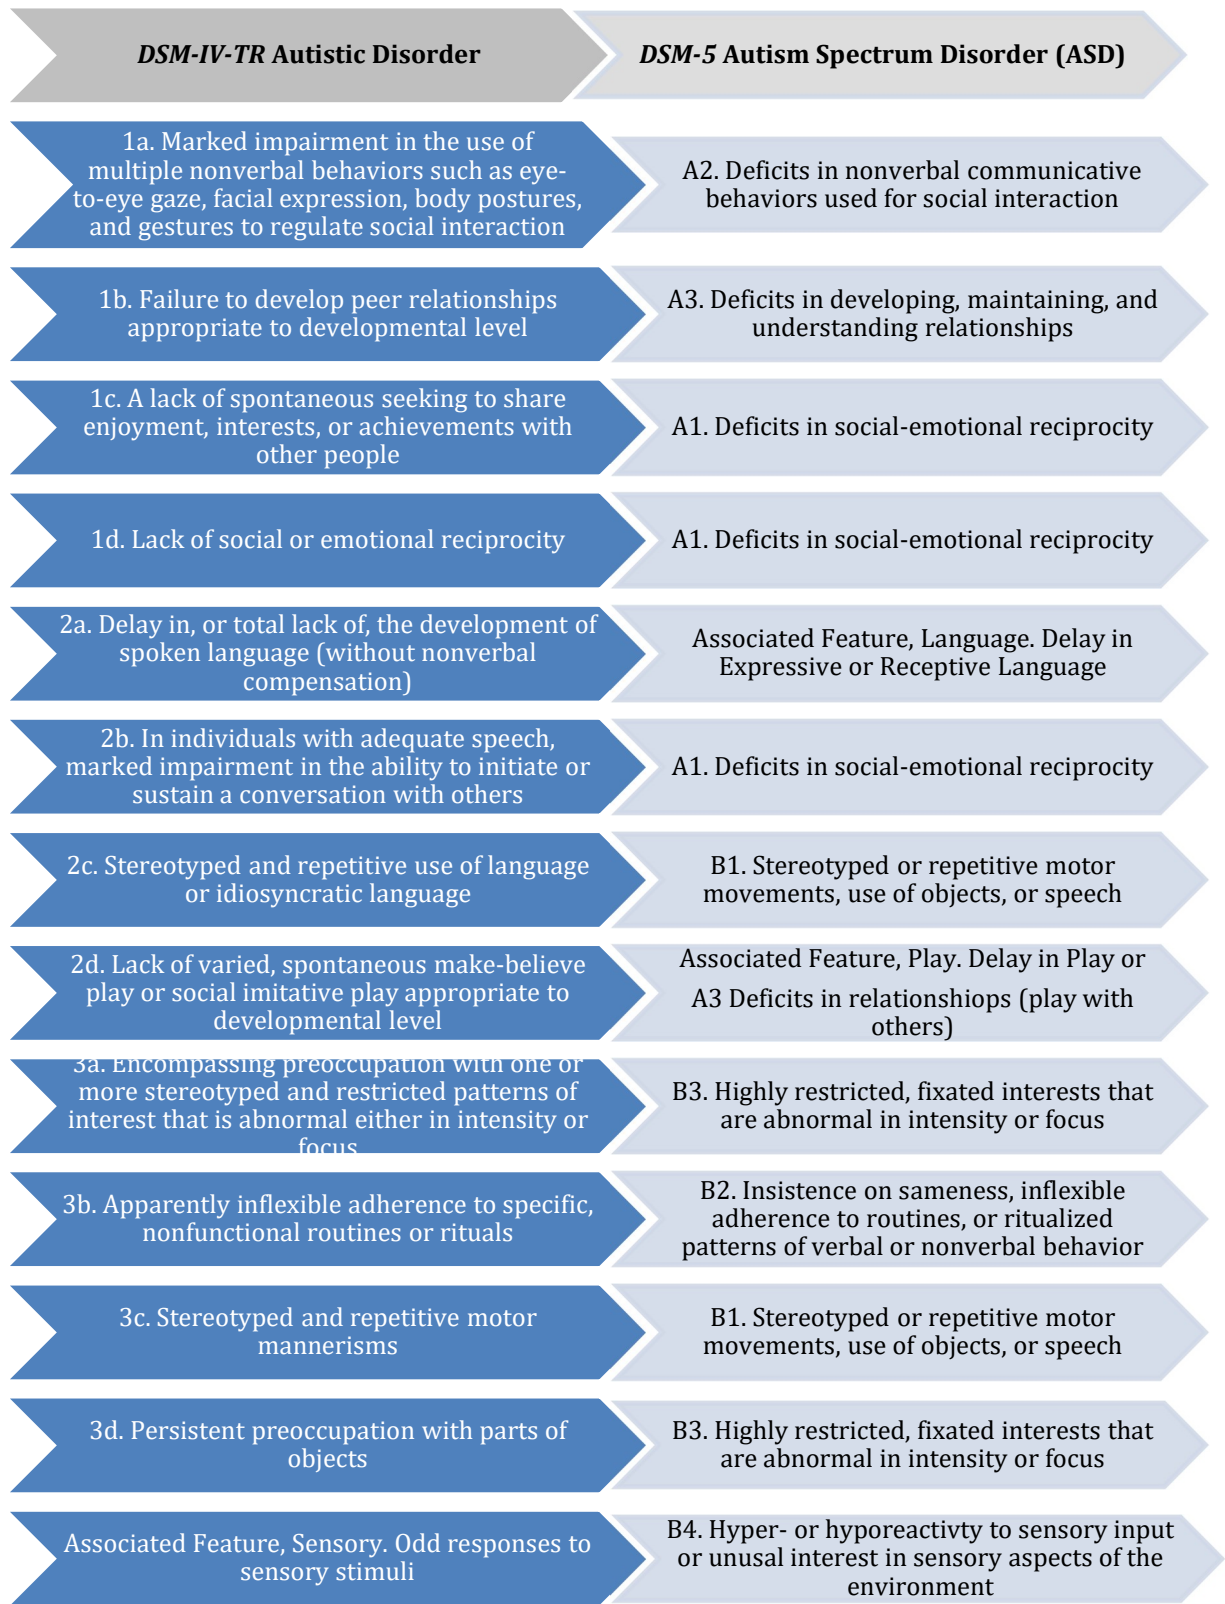 DSM-IV-TR Autistic Disorder
DSM-5 Autism Spectrum Disorder (ASD)
1a. Marked impairment in the use of
multiple nonverbal behaviors such as eye-
to-eye gaze, facial expression, body postures,
and gestures to regulate social interaction
A2. Deficits in nonverbal communicative
behaviors used for social interaction
1b. Failure to develop peer relationships
appropriate to developmental level
A3. Deficits in developing, maintaining, and
understanding relationships
1c. A lack of spontaneous seeking to share
enjoyment, interests, or achievements with
other people
A1. Deficits in social-emotional reciprocity
1d. Lack of social or emotional reciprocity
A1. Deficits in social-emotional reciprocity
2a. Delay in, or total lack of, the development of
spoken language (without nonverbal
compensation)
Associated Feature, Language. Delay in
Expressive or Receptive Language
2b. In individuals with adequate speech,
marked impairment in the ability to initiate or
sustain a conversation with others
A1. Deficits in social-emotional reciprocity
2c. Stereotyped and repetitive use of language
or idiosyncratic language
B1. Stereotyped or repetitive motor
movements, use of objects, or speech
2d. Lack of varied, spontaneous make-believe
play or social imitative play appropriate to
developmental level
Associated Feature, Play. Delay in Play or
A3 Deficits in relationshiops (play with
others)
3a. Encompassing preoccupation with one or
more stereotyped and restricted patterns of
interest that is abnormal either in intensity or
focus
B3. Highly restricted, fixated interests that
are abnormal in intensity or focus
3b. Apparently inflexible adherence to specific,
nonfunctional routines or rituals
B2. Insistence on sameness, inflexible
adherence to routines, or ritualized
patterns of verbal or nonverbal behavior
3c. Stereotyped and repetitive motor
mannerisms
B1. Stereotyped or repetitive motor
movements, use of objects, or speech
3d. Persistent preoccupation with parts of
objects
B3. Highly restricted, fixated interests that
are abnormal in intensity or focus
Associated Feature, Sensory. Odd responses to
sensory stimuli
B4. Hyper- or hyporeactivty to sensory input
or unusal interest in sensory aspects of the
environment